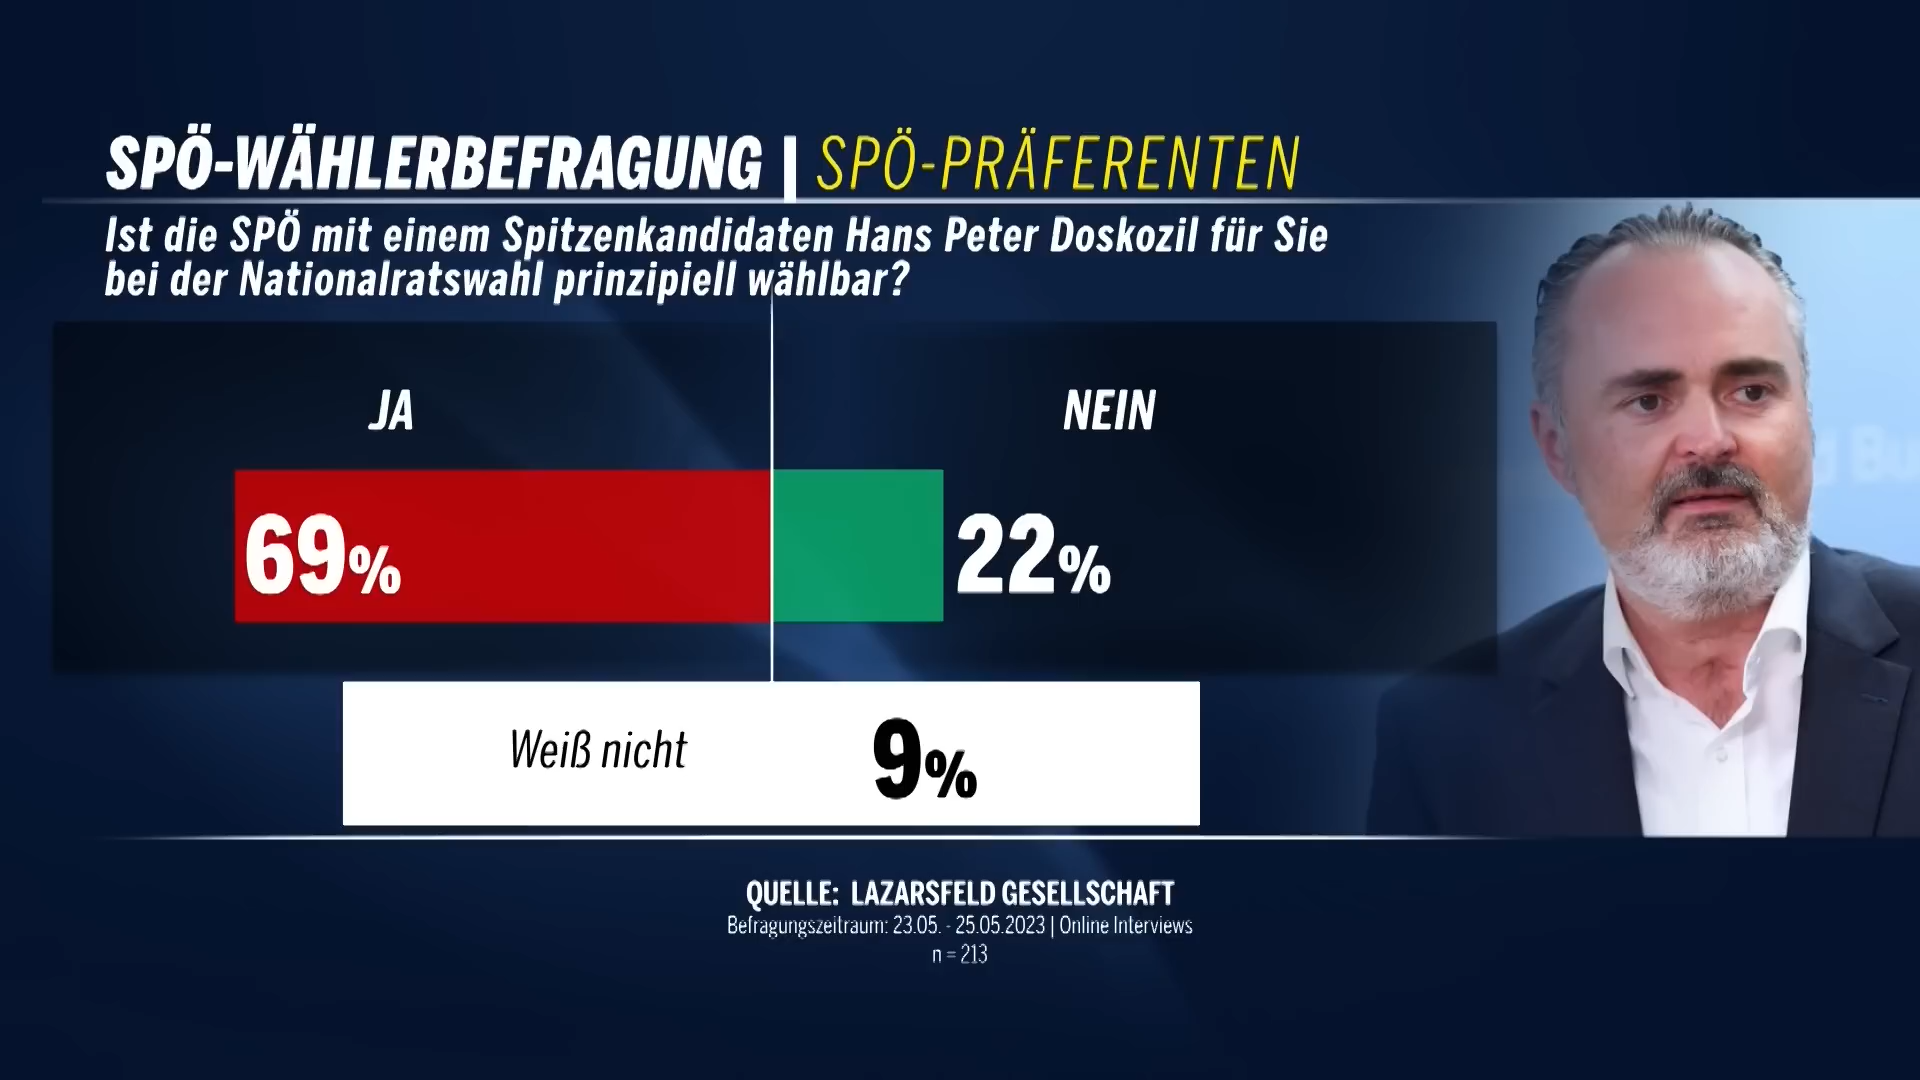 SPÖ-WÄHLERBEFRAGUNG | SPÖ-PRÄFERENTEN
Ist die SPÖ mit einem Spitzenkandidaten Hans Peter Doskozil für Sie
bei der Nationalratswahl prinzipiell wählbar?
JA
NEIN
69%
22%
Weiß nicht
9%
QUELLE: LAZARSFELD GESELLSCHAFT
Befragungszeitraum: 23.05. - 25.05.2023 | Online Interviews
n = 213